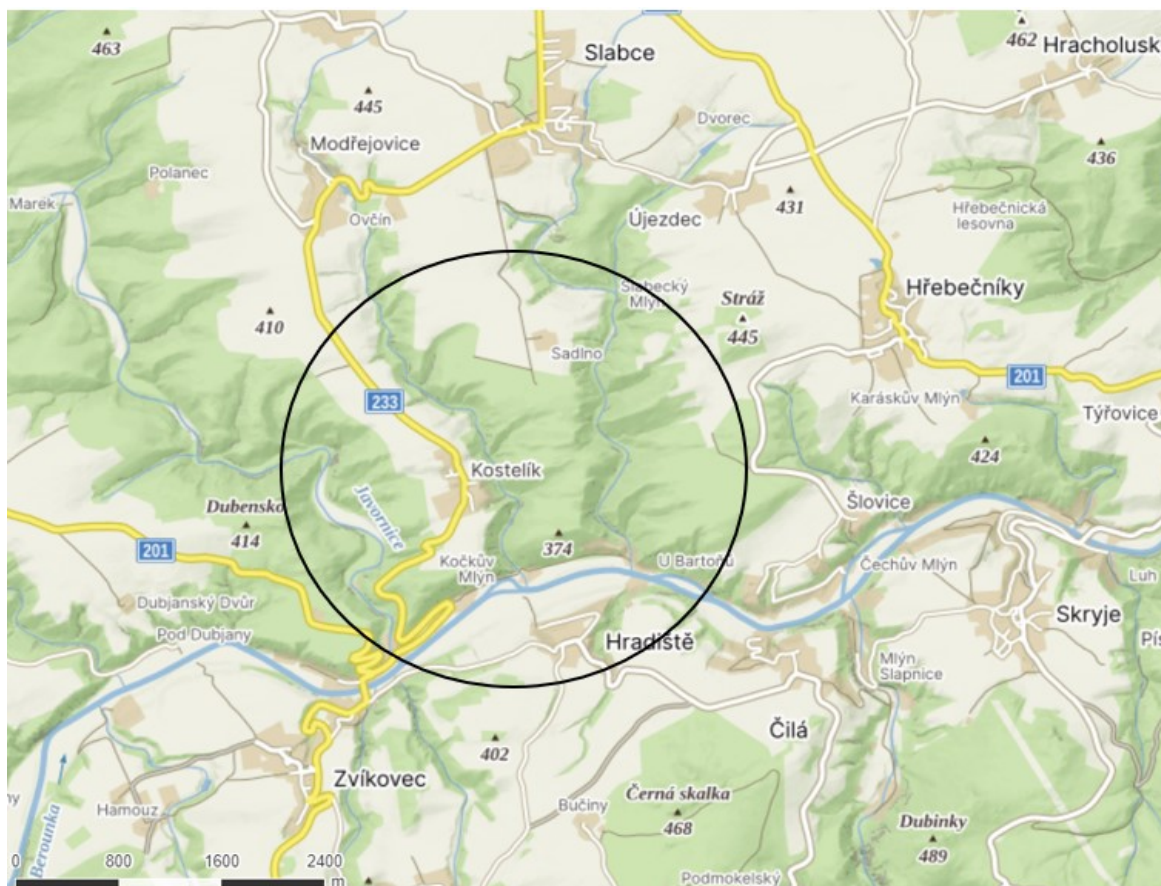 463
Slabce
462
Hracholusk
445
Modřejovice
Dvorec
436
Polanec
Marek
Ovčín
Újezdec
431
Hřebečnická
lesovna
Slabecký
Mlýn
Stráž
445
Hřebečníky
410
Sadlno
233
201
Karáskův Mlýn
Týřovice
424
Kostelík
Javornice
Dubensko
414
Šlovice
201
374
Kočkův
Mlýn
U Bartoňů
Čechův Mlýn
Luh
Dubjanský Dvůr
Pod Dubjany
Hradiště
Skryje
Pís
Mlýn
Slapnice
Čilá
402
Zvíkovec
Hamouz
Berounka
Bučiny
Černá skalka
468
Dubinky
489
Podmokelský
0 800 1600 2400
m